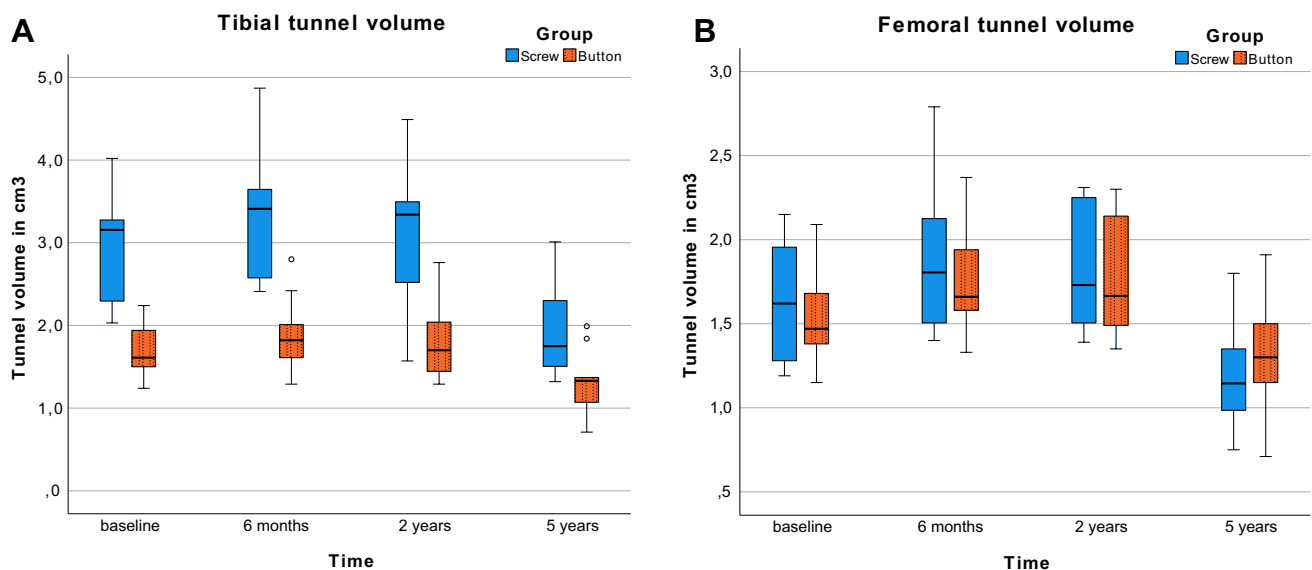 A
Tibial tunnel volume
Group
Screw Button
5,0
4,0
3,0
2,0
1,0
,0
Tunnel volume in cm3
baseline 6 months 2 years 5 years
Time
B
Femoral tunnel volume
Group
Screw Button
3,0
2,5
2,0
1,5
1,0
,5
Tunnel volume in cm3
baseline 6 months 2 years 5 years
Time